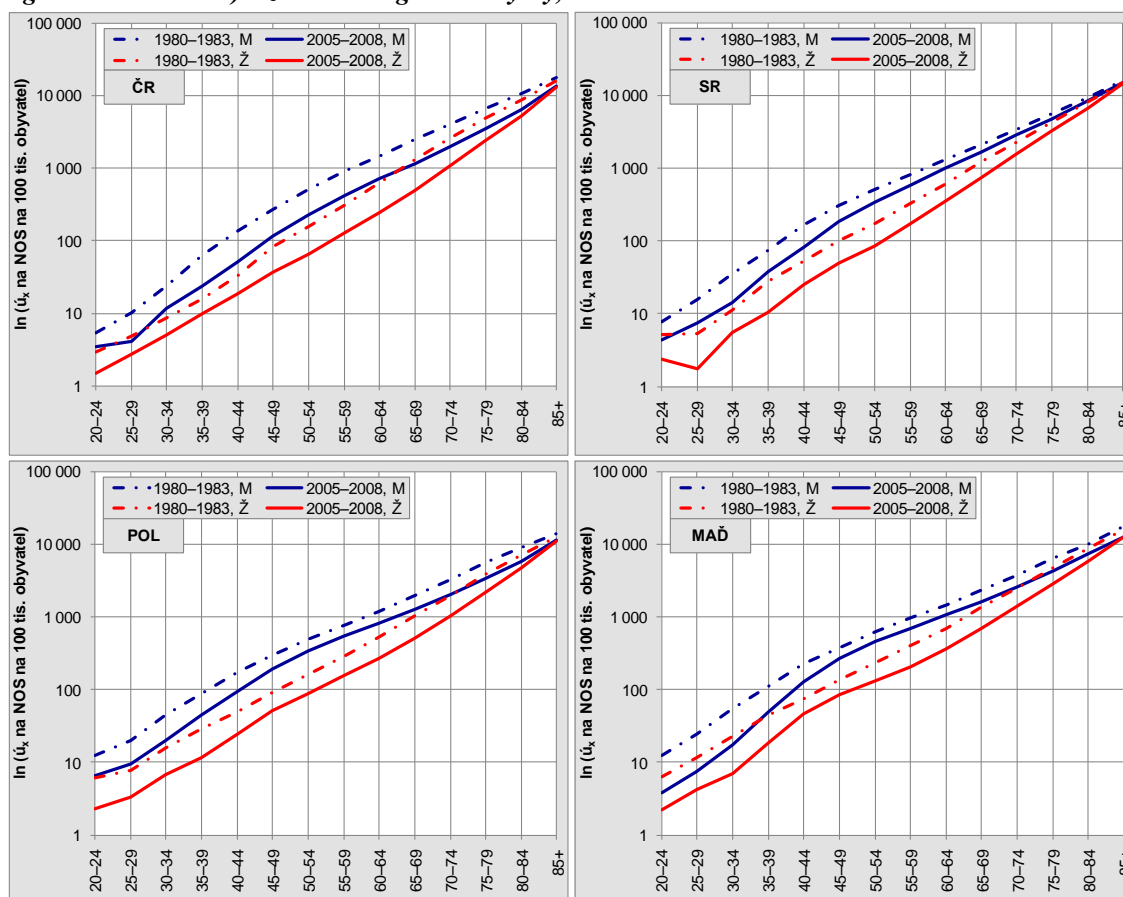 1980–1983, M 2005–2008, M
1980–1983, Ž 2005–2008, Ž
ČR
ln (úₓ na NOS na 100 tis. obyvatel)
100 000
10 000
1 000
100
10
1
20–24 25–29 30–34 35–39 40–44 45–49 50–54 55–59 60–64 65–69 70–74 75–79 80–84 85+
1980–1983, M 2005–2008, M
1980–1983, Ž 2005–2008, Ž
SR
ln (úₓ na NOS na 100 tis. obyvatel)
100 000
10 000
1 000
100
10
1
20–24 25–29 30–34 35–39 40–44 45–49 50–54 55–59 60–64 65–69 70–74 75–79 80–84 85+
1980–1983, M 2005–2008, M
1980–1983, Ž 2005–2008, Ž
POL
ln (úₓ na NOS na 100 tis. obyvatel)
100 000
10 000
1 000
100
10
1
20–24 25–29 30–34 35–39 40–44 45–49 50–54 55–59 60–64 65–69 70–74 75–79 80–84 85+
1980–1983, M 2005–2008, M
1980–1983, Ž 2005–2008, Ž
MAĎ
ln (úₓ na NOS na 100 tis. obyvatel)
100 000
10 000
1 000
100
10
1
20–24 25–29 30–34 35–39 40–44 45–49 50–54 55–59 60–64 65–69 70–74 75–79 80–84 85+